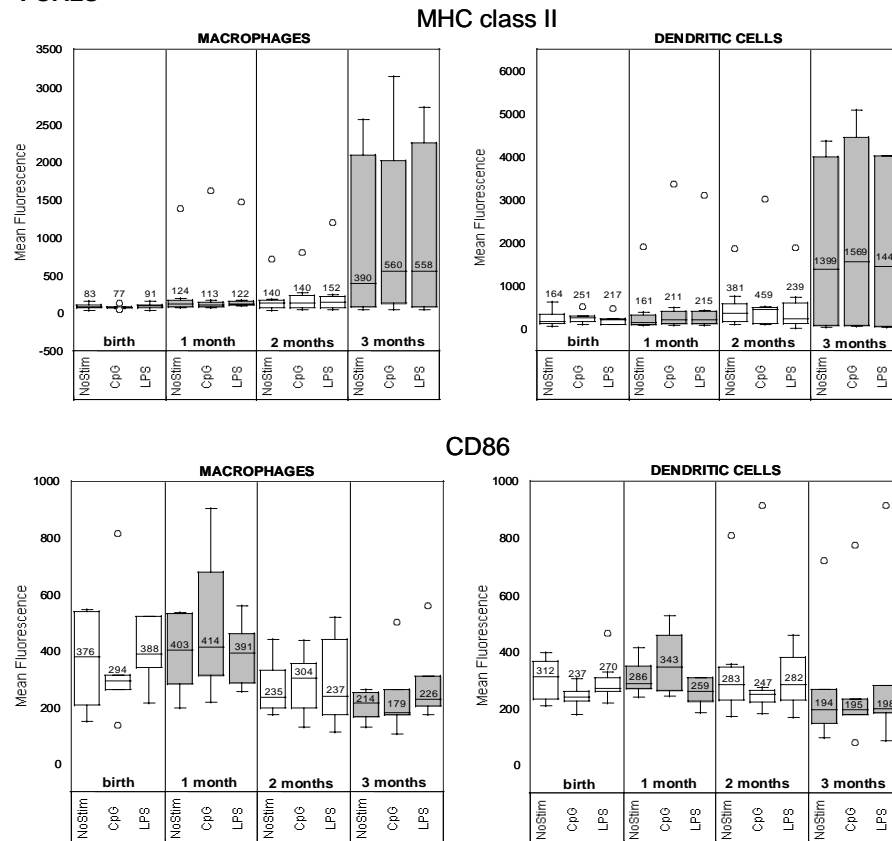 MHC class II
MACROPHAGES
DENDRITIC CELLS
Mean Fluorescence
3500
3000
2500
2000
1500
1000
500
0
-500
83 77 91 124 113 122 140 140 152 390 560 558
birth 1 month 2 months 3 months
NoStim CpG LPS NoStim CpG LPS NoStim CpG LPS NoStim CpG LPS
Mean Fluorescence
6000
5000
4000
3000
2000
1000
0
164 251 217 161 211 215 381 459 239 1399 1569
birth 1 month 2 months 3 months
NoStim CpG LPS NoStim CpG LPS NoStim CpG LPS NoStim CpG LPS
CD86
MACROPHAGES
DENDRITIC CELLS
Mean Fluorescence
1000
800
600
400
200
0
376 294 388 403 414 391 235 304 237 214 179 226
birth 1 month 2 months 3 months
NoStim CpG LPS NoStim CpG LPS NoStim CpG LPS NoStim CpG LPS
Mean Fluorescence
1000
800
600
400
200
0
312 237 270 286 343 259 283 247 282 194 195 198
birth 1 month 2 months 3 months
NoStim CpG LPS NoStim CpG LPS NoStim CpG LPS NoStim CpG LPS